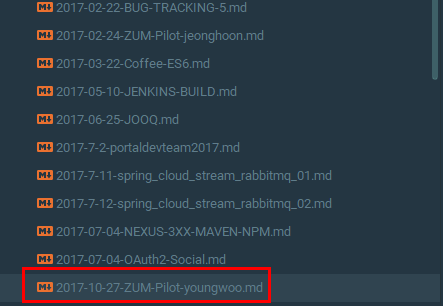 2017-02-22-BUG-TRACKING-5.md
2017-02-24-ZUM-Pilot-jeonghoon.md
2017-03-22-Coffee-ES6.md
2017-05-10-JENKINS-BUILD.md
2017-06-25-JOOQ.md
2017-7-2-portaldevteam2017.md
2017-7-11-spring_cloud_stream_rabbitmq_01.md
2017-7-12-spring_cloud_stream_rabbitmq_02.md
2017-07-04-NEXUS-3XX-MAVEN-NPM.md
2017-07-04-OAuth2-Social.md
2017-10-27-ZUM-Pilot-youngwoo.md